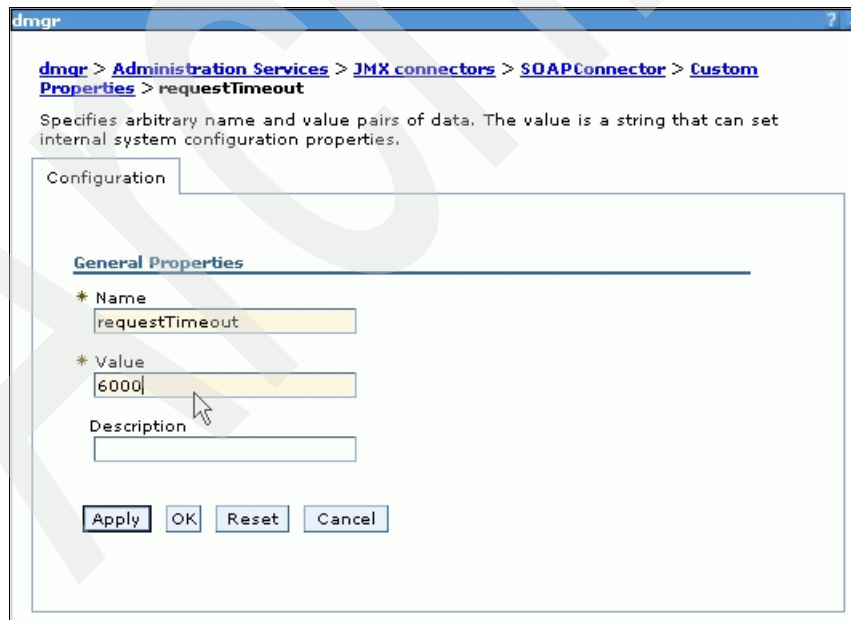 dmgr ?
dmgr > Administration Services > JMX connectors > SOAPConnector > Custom
Properties > requestTimeout
Specifies arbitrary name and value pairs of data. The value is a string that can set
internal system configuration properties.
Configuration
General Properties
* Name
requestTimeout
* Value
6000
Description
Apply OK Reset Cancel